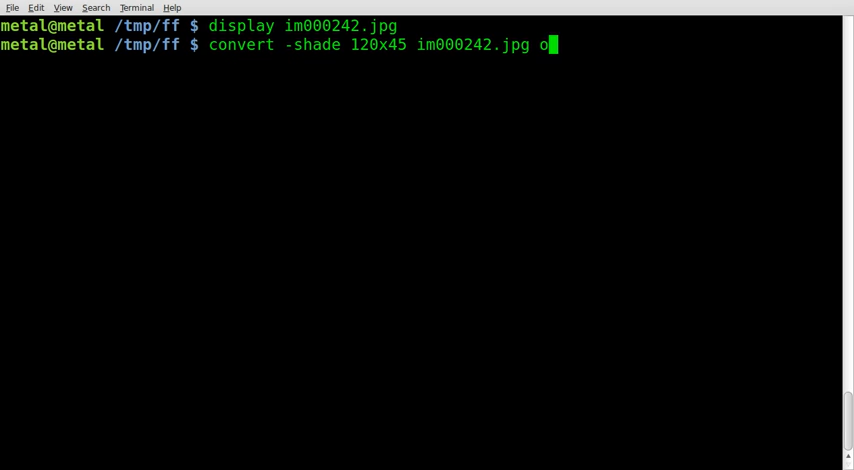 File Edit View Search Terminal Help
metal@metal /tmp/ff $ display im000242.jpg
metal@metal /tmp/ff $ convert -shade 120x45 im000242.jpg o